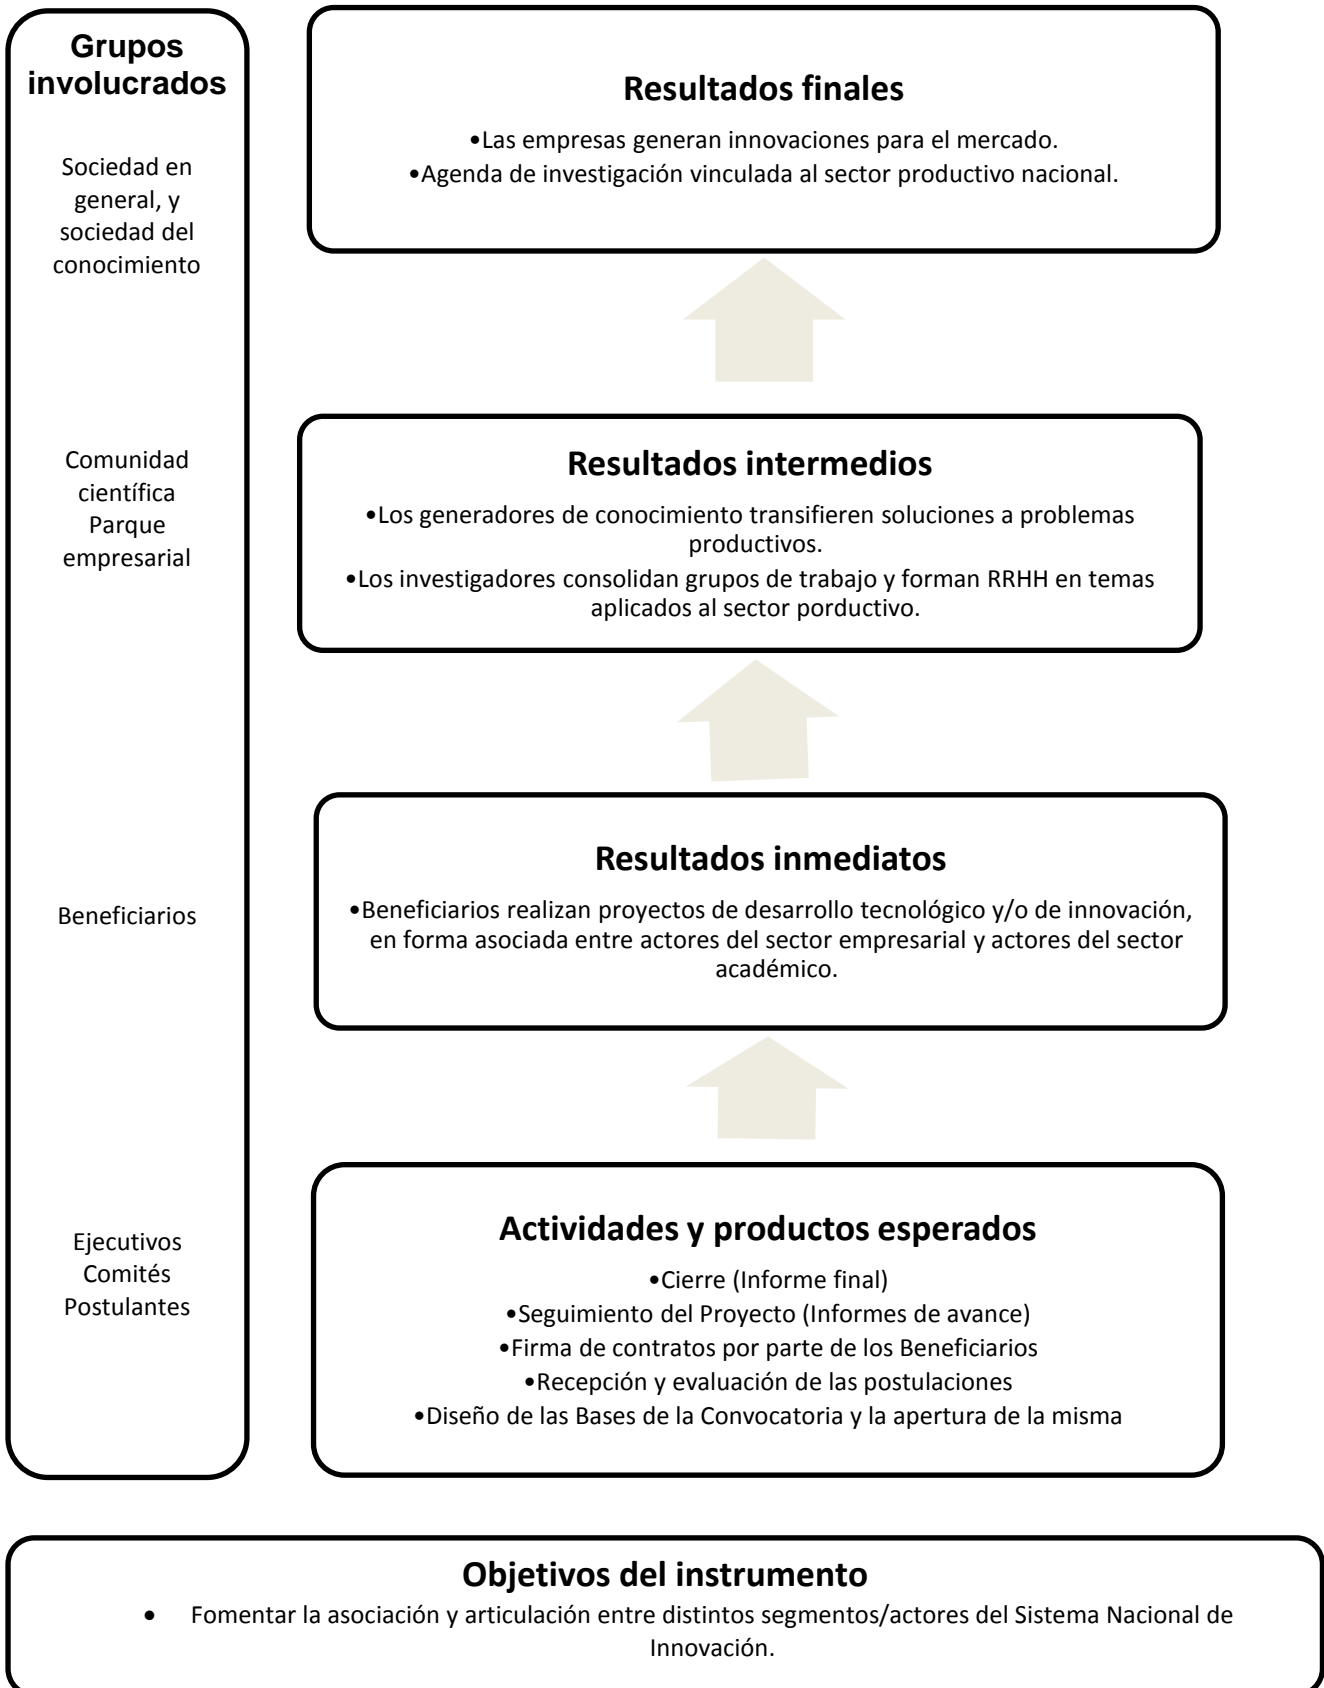 Grupos
involucrados
Sociedad en
general, y
sociedad del
conocimiento
Comunidad
científica
Parque
empresarial
Beneficiarios
Ejecutivos
Comités
Postulantes
Resultados finales
•Las empresas generan innovaciones para el mercado.
•Agenda de investigación vinculada al sector productivo nacional.
Resultados intermedios
•Los generadores de conocimiento transifieren soluciones a problemas
productivos.
•Los investigadores consolidan grupos de trabajo y forman RRHH en temas
aplicados al sector porductivo.
Resultados inmediatos
•Beneficiarios realizan proyectos de desarrollo tecnológico y/o de innovación,
en forma asociada entre actores del sector empresarial y actores del sector
académico.
Actividades y productos esperados
•Cierre (Informe final)
•Seguimiento del Proyecto (Informes de avance)
•Firma de contratos por parte de los Beneficiarios
•Recepción y evaluación de las postulaciones
•Diseño de las Bases de la Convocatoria y la apertura de la misma
Objetivos del instrumento
• Fomentar la asociación y articulación entre distintos segmentos/actores del Sistema Nacional de
Innovación.